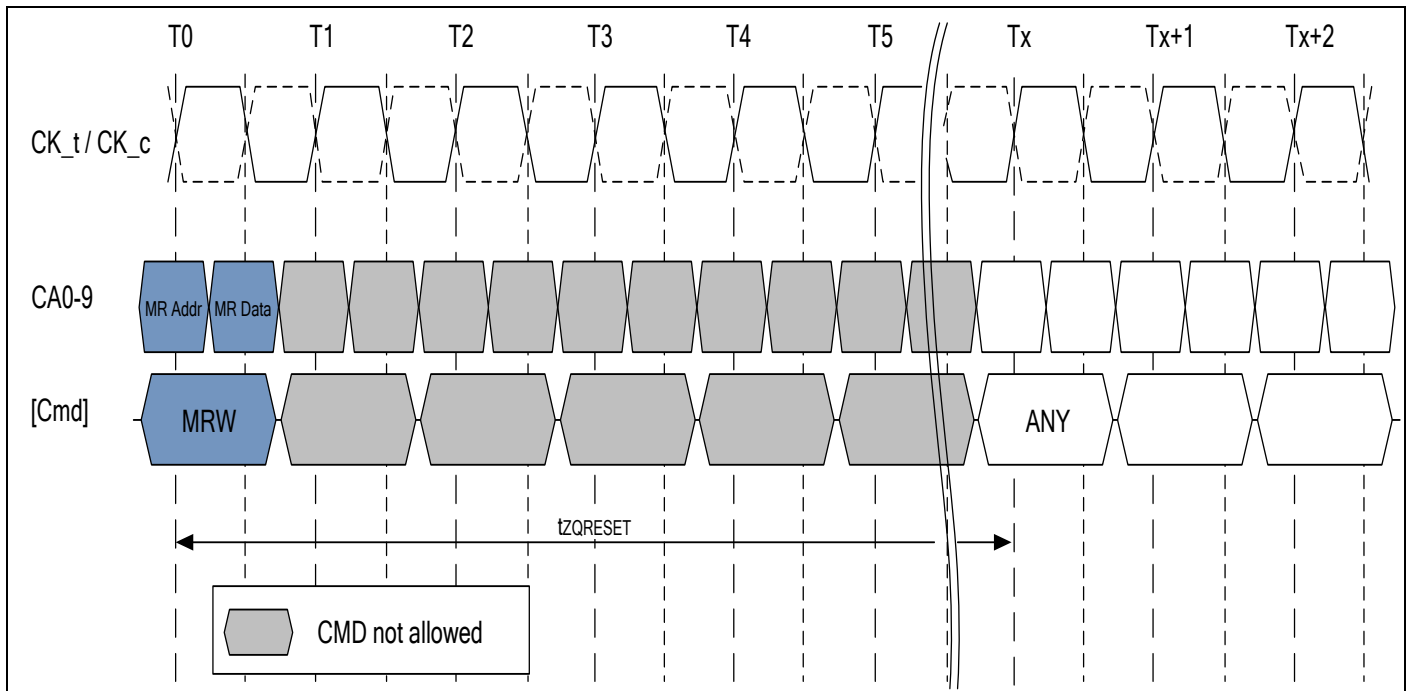 T0 T1 T2 T3 T4 T5 Tx Tx+1 Tx+2
CK_t / CK_c
CA0-9 MR Addr MR Data
[Cmd] MRW ANY
tZQRESET
CMD not allowed